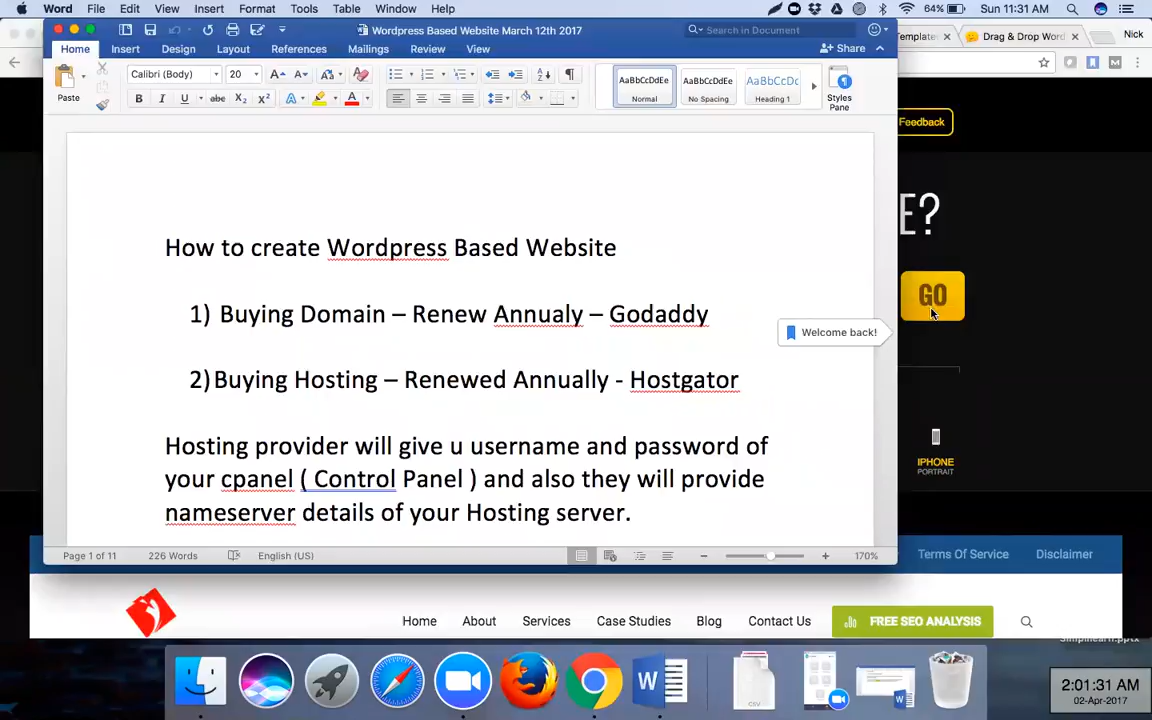 Word File Edit View Insert Format Tools Table Window Help 64% Sun 11:31 AM
Wordpress Based Website March 12th 2017
Search in Document
Drag & Drop Word
Nick
Home Insert Design Layout References Mailings Review View
Share
Paste
Calibri (Body) 20
AaBbCcDdEe AaBbCcDdEe AaBbCcDc
Normal No Spacing Heading 1
Styles
Pane
Feedback
E?
GO
How to create Wordpress Based Website
1) Buying Domain – Renew Annualy – Godaddy
Welcome back!
2) Buying Hosting – Renewed Annually - Hostgator
Hosting provider will give u username and password of
your cpanel ( Control Panel ) and also they will provide
nameserver details of your Hosting server.
IPHONE
PORTRAIT
Page 1 of 11 226 Words English (US) 170%
Terms Of Service Disclaimer
Home About Services Case Studies Blog Contact Us FREE SEO ANALYSIS
CSV
2:01:31 AM
02-Apr-2017